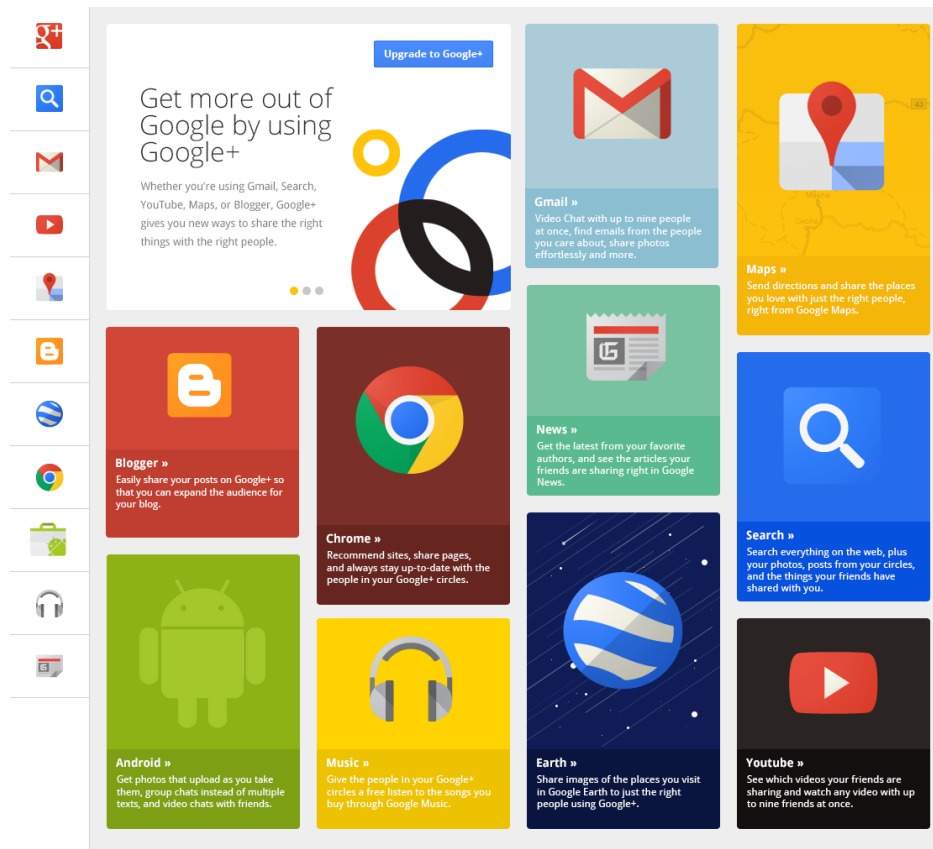 g+
Upgrade to Google+
Get more out of
Google by using
Google+
Whether you're using Gmail, Search,
YouTube, Maps, or Blogger, Google+
gives you new ways to share the right
things with the right people.
Gmail »
Video Chat with up to nine people
at once, find emails from the people
you care about, share photos
effortlessly and more.
43
Maps »
Send directions and share the places
you love with just the right people,
right from Google Maps.
Blogger »
Easily share your posts on Google+ so
that you can expand the audience for
your blog.
Chrome »
Recommend sites, share pages,
and always stay up-to-date with the
people in your Google+ circles.
G
News »
Get the latest from your favorite
authors, and see the articles your
friends are sharing right in Google
News.
Search »
Search everything on the web, plus
your photos, posts from your circles,
and the things your friends have
shared with you.
Android »
Get photos that upload as you take
them, group chats instead of multiple
texts, and video chats with friends.
Music »
Give the people in your Google+
circles a free listen to the songs you
buy through Google Music.
Earth »
Share images of the places you visit
in Google Earth to just the right
people using Google+.
Youtube »
See which videos your friends are
sharing and watch any video with up
to nine friends at once.